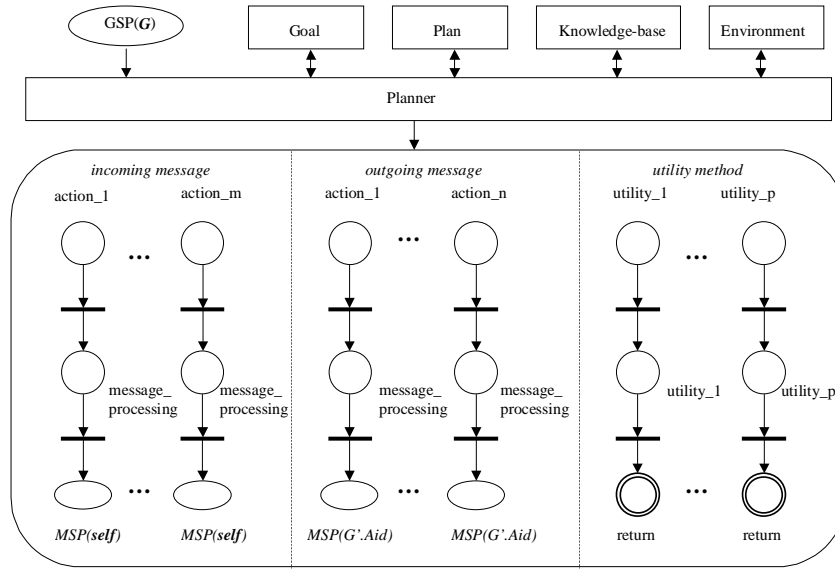 GSP(G)
Goal
Plan
Knowledge-base
Environment
Planner
incoming message
outgoing message
utility method
action_1
action_m
action_1
action_n
utility_1
utility_p
...
...
...
message_
processing
message_
processing
message_
processing
message_
processing
utility_1
utility_p
...
...
...
MSP(self)
MSP(self)
MSP(G'.Aid)
MSP(G'.Aid)
return
return